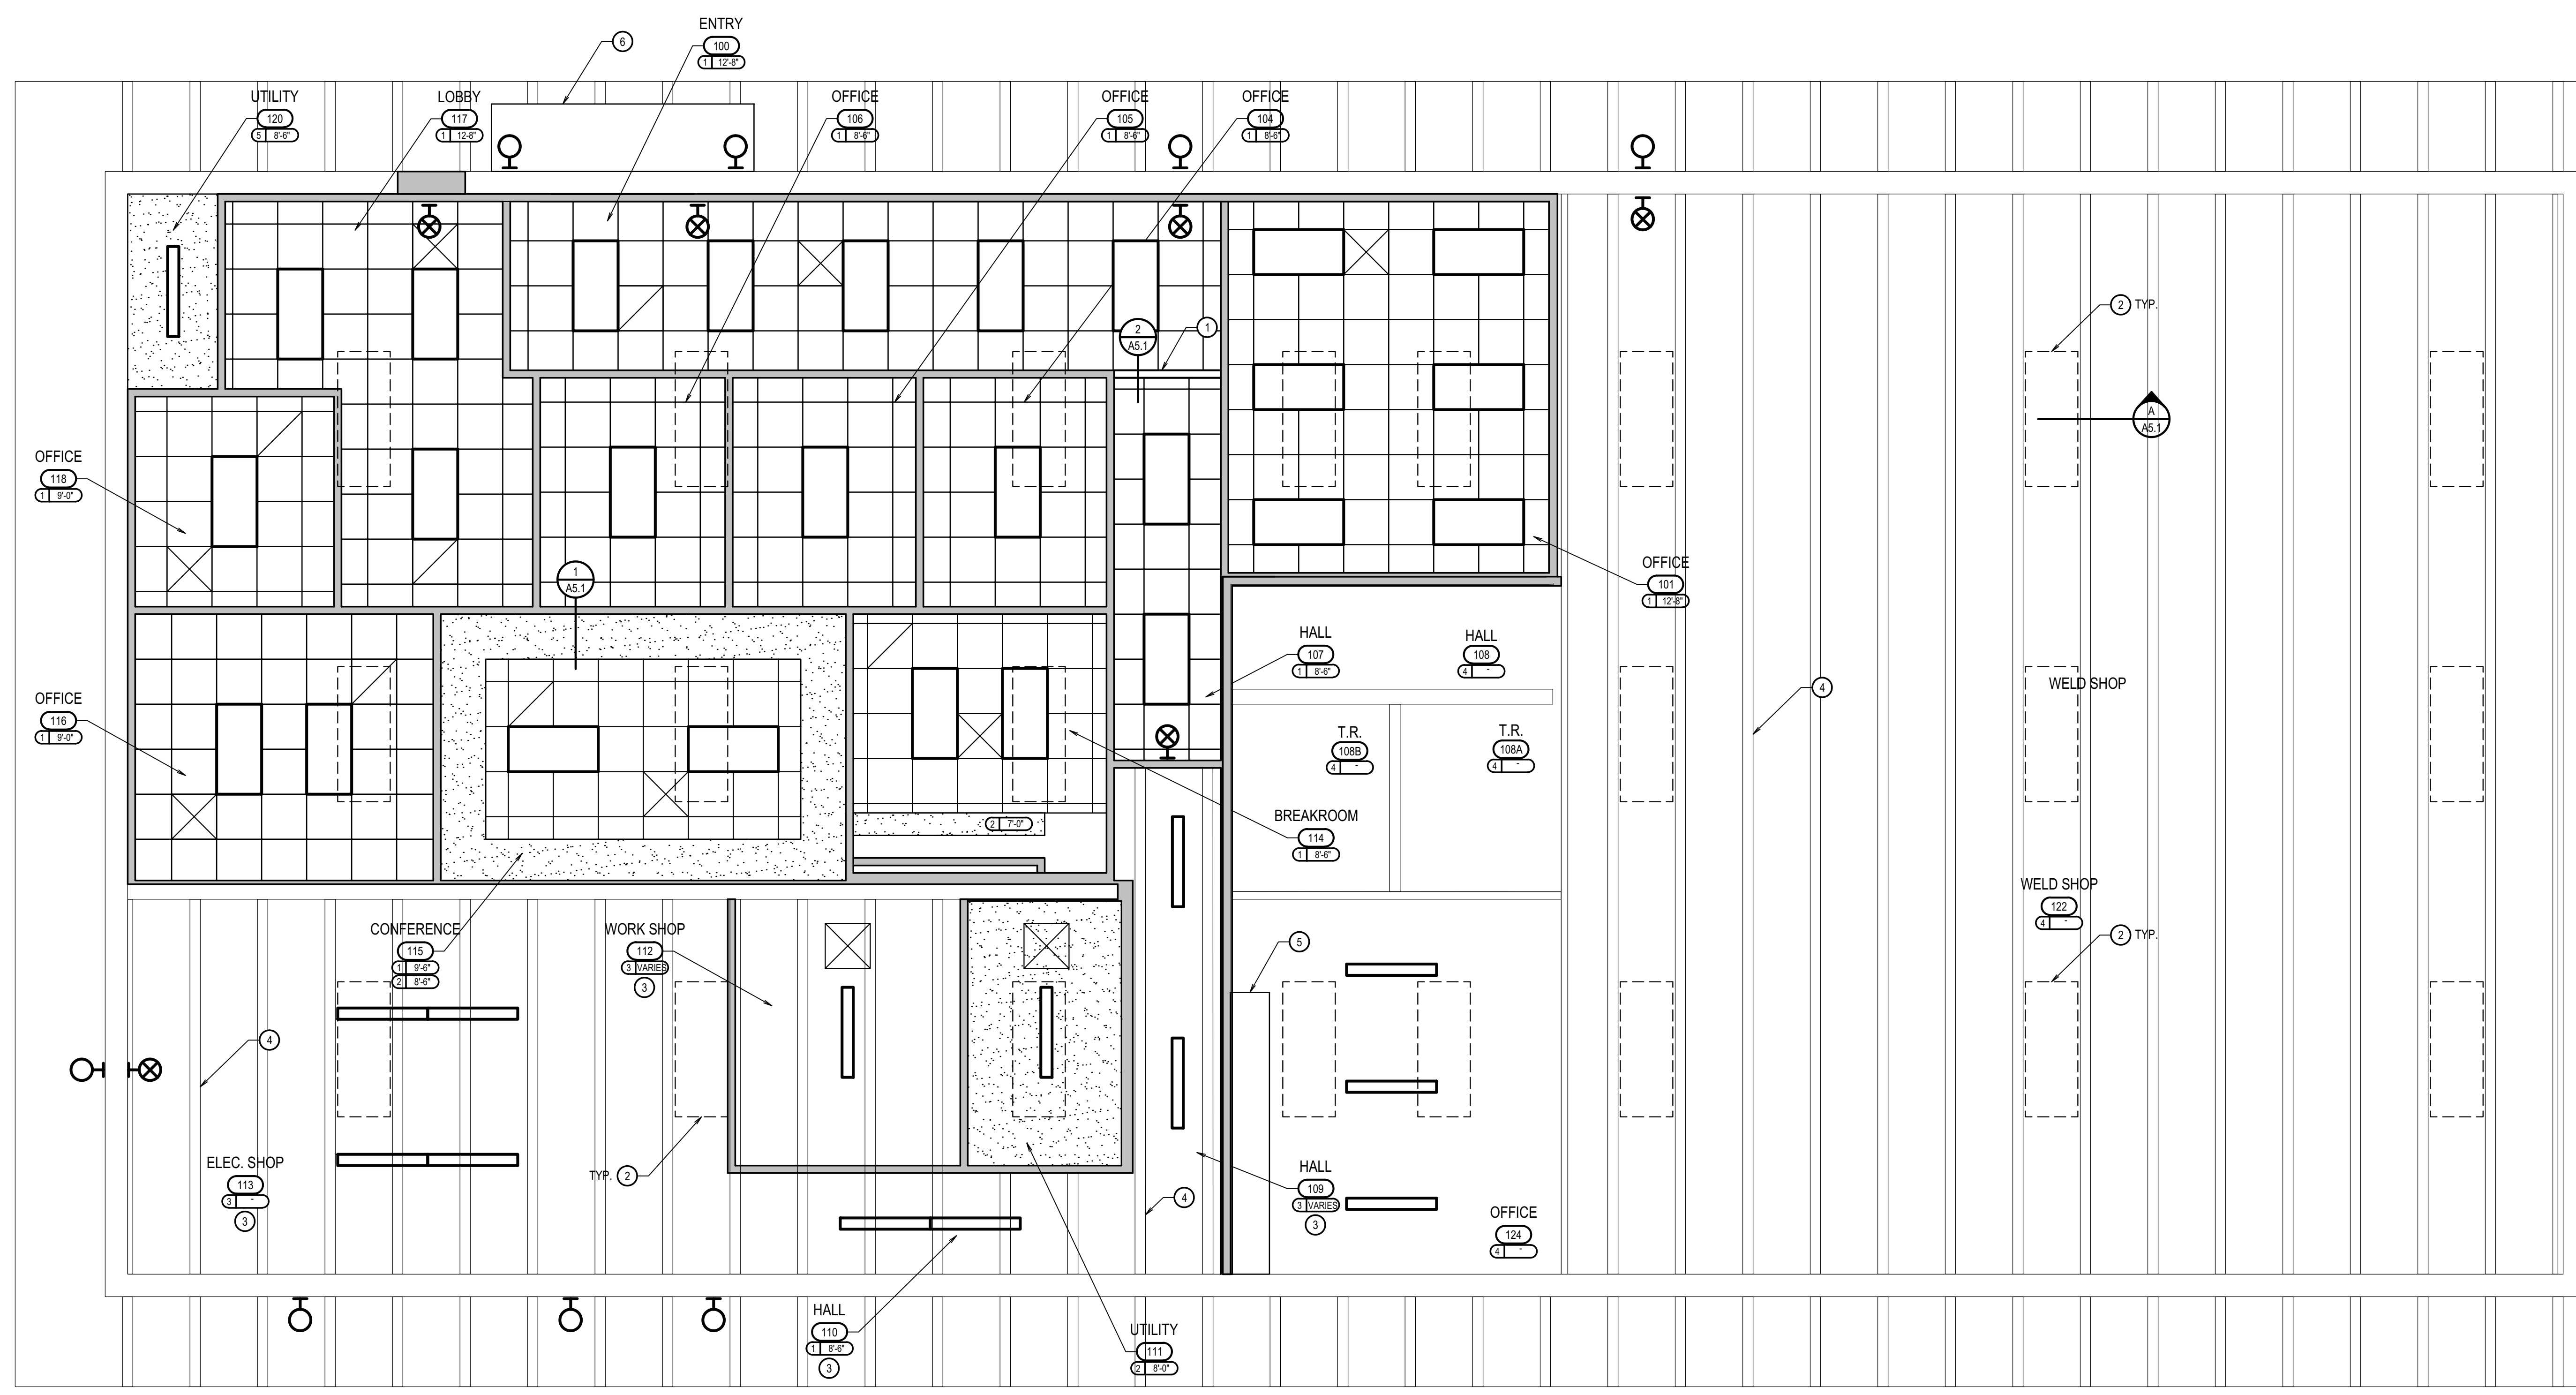 ENTRY
100
1 12'-8"
6
UTILITY
120
5 8'-6"
LOBBY
117
1 12-8"
OFFICE
106
1 8'-6"
OFFICE
105
1 8'-6"
OFFICE
104
1 8'-6"
2
A5.1
1
2 TYP.
A
A5.1
OFFICE
118
1 9'-0"
1
A5.1
OFFICE
101
1 12'-8"
HALL
107
1 8'-6"
HALL
108
4 -
OFFICE
116
1 9'-0"
T.R.
108B
4 -
T.R.
108A
4 -
4
WELD SHOP
2 7'-0"
BREAKROOM
114
1 8'-6"
WELD SHOP
122
4 -
2 TYP.
CONFERENCE
115
1 9'-6"
2 8'-6"
WORK SHOP
112
3 VARIES
3
5
4
ELEC. SHOP
113
3 -
3
TYP. 2
4
HALL
109
3 VARIES
3
OFFICE
124
4 -
HALL
110
1 8'-6"
3
UTILITY
111
2 8'-0"